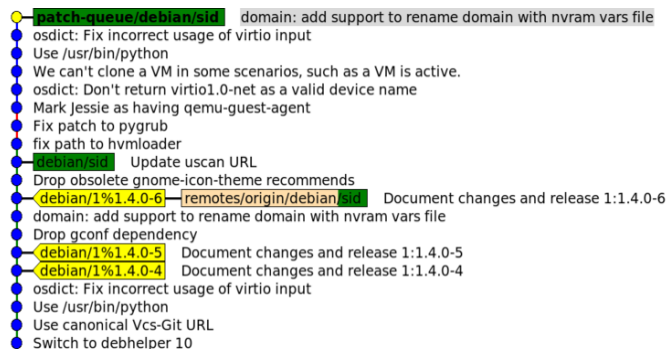 patch-queue/debian/sid domain: add support to rename domain with nvram vars file
osdict: Fix incorrect usage of virtio input
Use /usr/bin/python
We can't clone a VM in some scenarios, such as a VM is active.
osdict: Don't return virtio1.0-net as a valid device name
Mark Jessie as having qemu-guest-agent
Fix patch to pygrub
fix path to hvmloader
debian/sid Update uscan URL
Drop obsolete gnome-icon-theme recommends
debian/1%1.4.0-6 remotes/origin/debian/sid Document changes and release 1:1.4.0-6
domain: add support to rename domain with nvram vars file
Drop gconf dependency
debian/1%1.4.0-5 Document changes and release 1:1.4.0-5
debian/1%1.4.0-4 Document changes and release 1:1.4.0-4
osdict: Fix incorrect usage of virtio input
Use /usr/bin/python
Use canonical Vcs-Git URL
Switch to debhelper 10